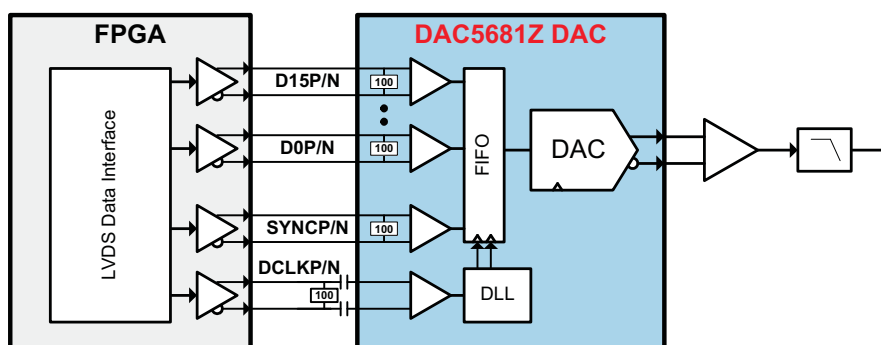 FPGA
DAC5681Z DAC
LVDS Data Interface
D15P/N
100
D0P/N
100
SYNCP/N
100
DCLKP/N
100
FIFO
DLL
DAC